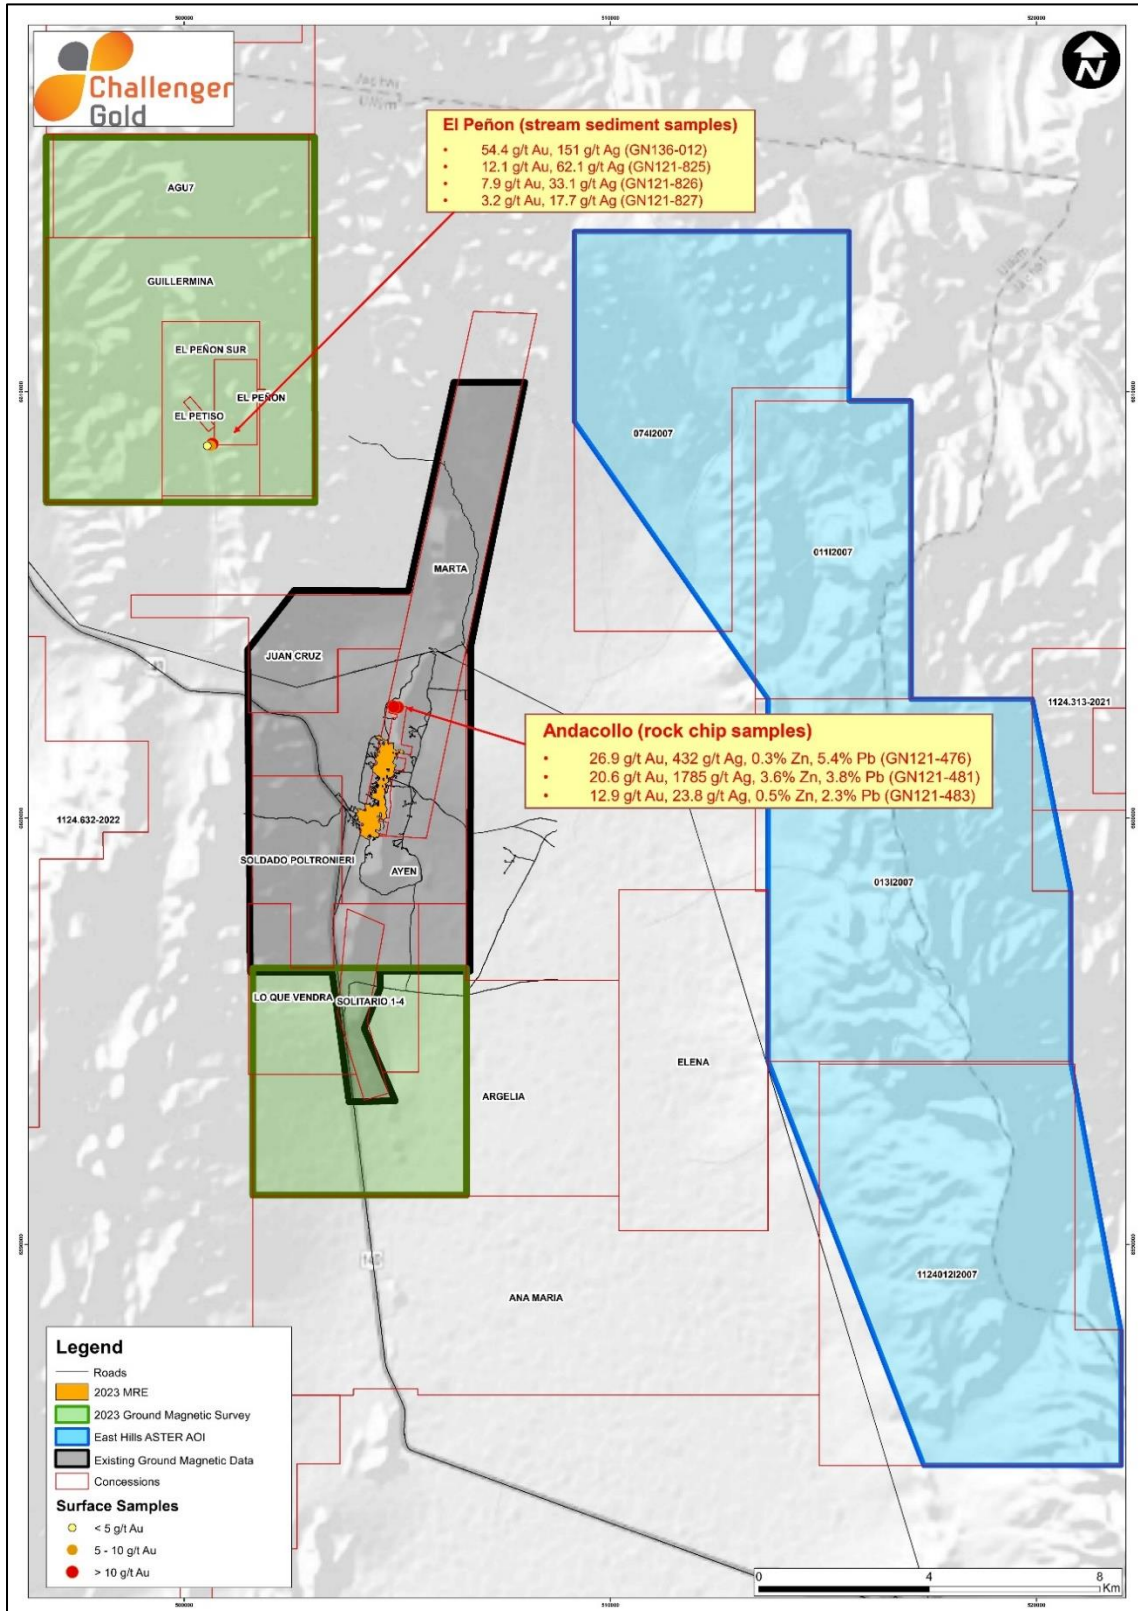 500000
510000
520000
Challenger
Gold
N
El Peñon (stream sediment samples)
• 54.4 g/t Au, 151 g/t Ag (GN136-012)
• 12.1 g/t Au, 62.1 g/t Ag (GN121-825)
• 7.9 g/t Au, 33.1 g/t Ag (GN121-826)
• 3.2 g/t Au, 17.7 g/t Ag (GN121-827)
AGU7
GUILLERMINA
EL PEÑON SUR
EL PEÑON
EL PETISO
074I2007
011I2007
MARTA
JUAN CRUZ
1124.313-2021
Andacollo (rock chip samples)
• 26.9 g/t Au, 432 g/t Ag, 0.3% Zn, 5.4% Pb (GN121-476)
• 20.6 g/t Au, 1785 g/t Ag, 3.6% Zn, 3.8% Pb (GN121-481)
• 12.9 g/t Au, 23.8 g/t Ag, 0.5% Zn, 2.3% Pb (GN121-483)
1124.632-2022
SOLDADO POLTRONIERI
AYEN
013I2007
LO QUE VENDRA
SOLITARIO 1-4
ELENA
ARGELIA
1124012I2007
ANA MARIA
Legend
Roads
2023 MRE
2023 Ground Magnetic Survey
East Hills ASTER AOI
Existing Ground Magnetic Data
Concessions
Surface Samples
< 5 g/t Au
5 - 10 g/t Au
> 10 g/t Au
0 4 8
Km
500000
510000
520000